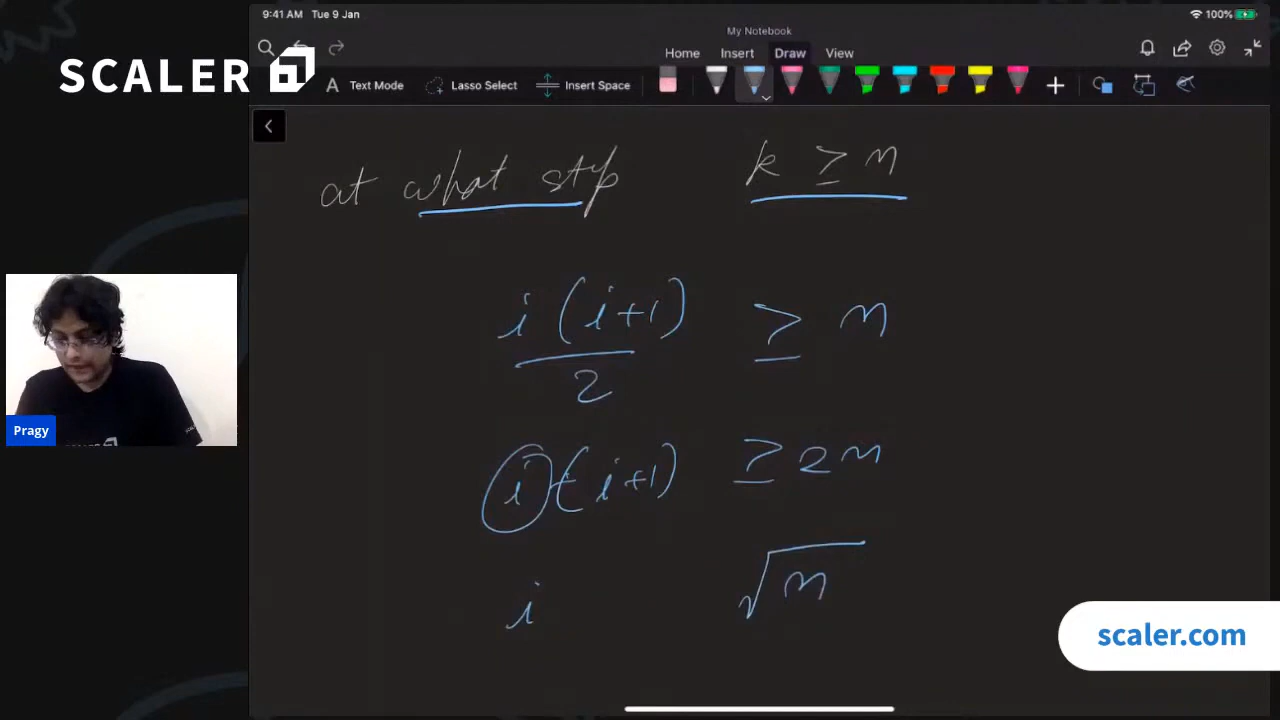 9:41 AM Tue 9 Jan 100%
My Notebook
SCALER
Home Insert Draw View
A Text Mode Lasso Select Insert Space
at what step k ≥ n
i (i+1) ≥ n
2
i (i+1) ≥ 2n
i √n
Pragy
scaler.com